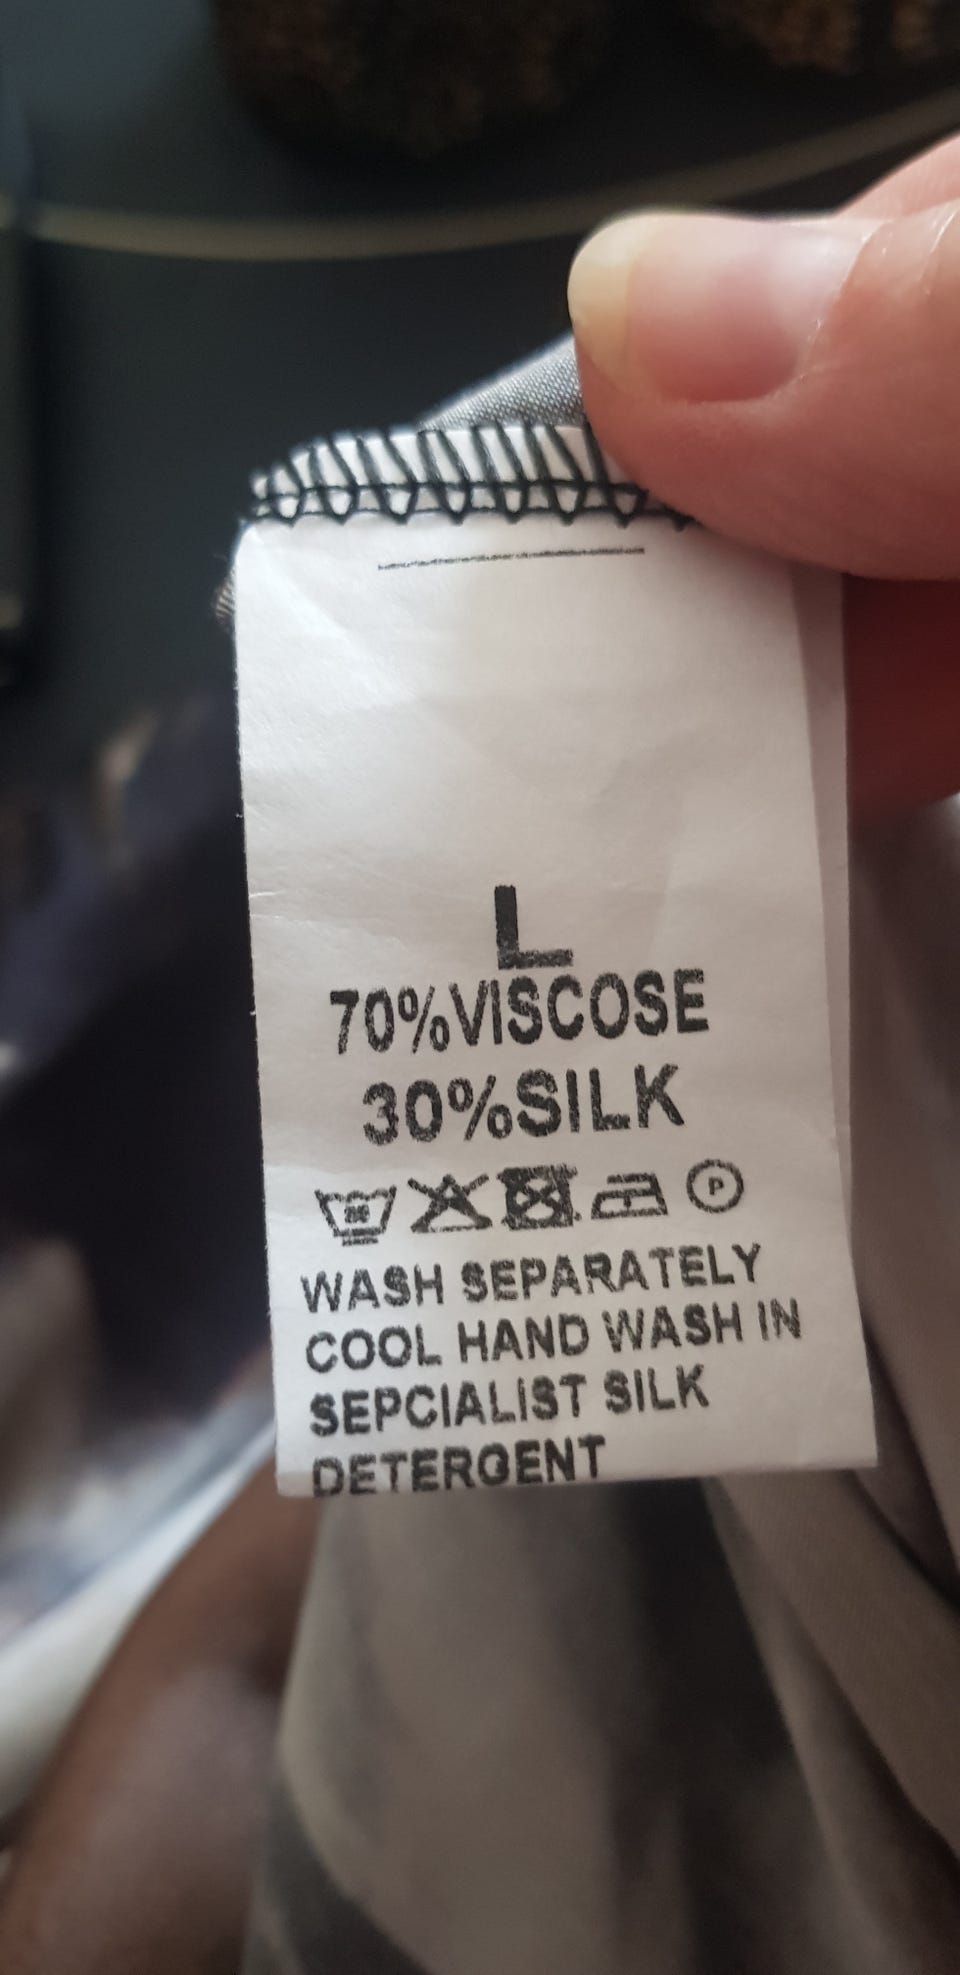 L
70%VISCOSE
30%SILK
P
WASH SEPARATELY
COOL HAND WASH IN
SEPCIALIST SILK
DETERGENT